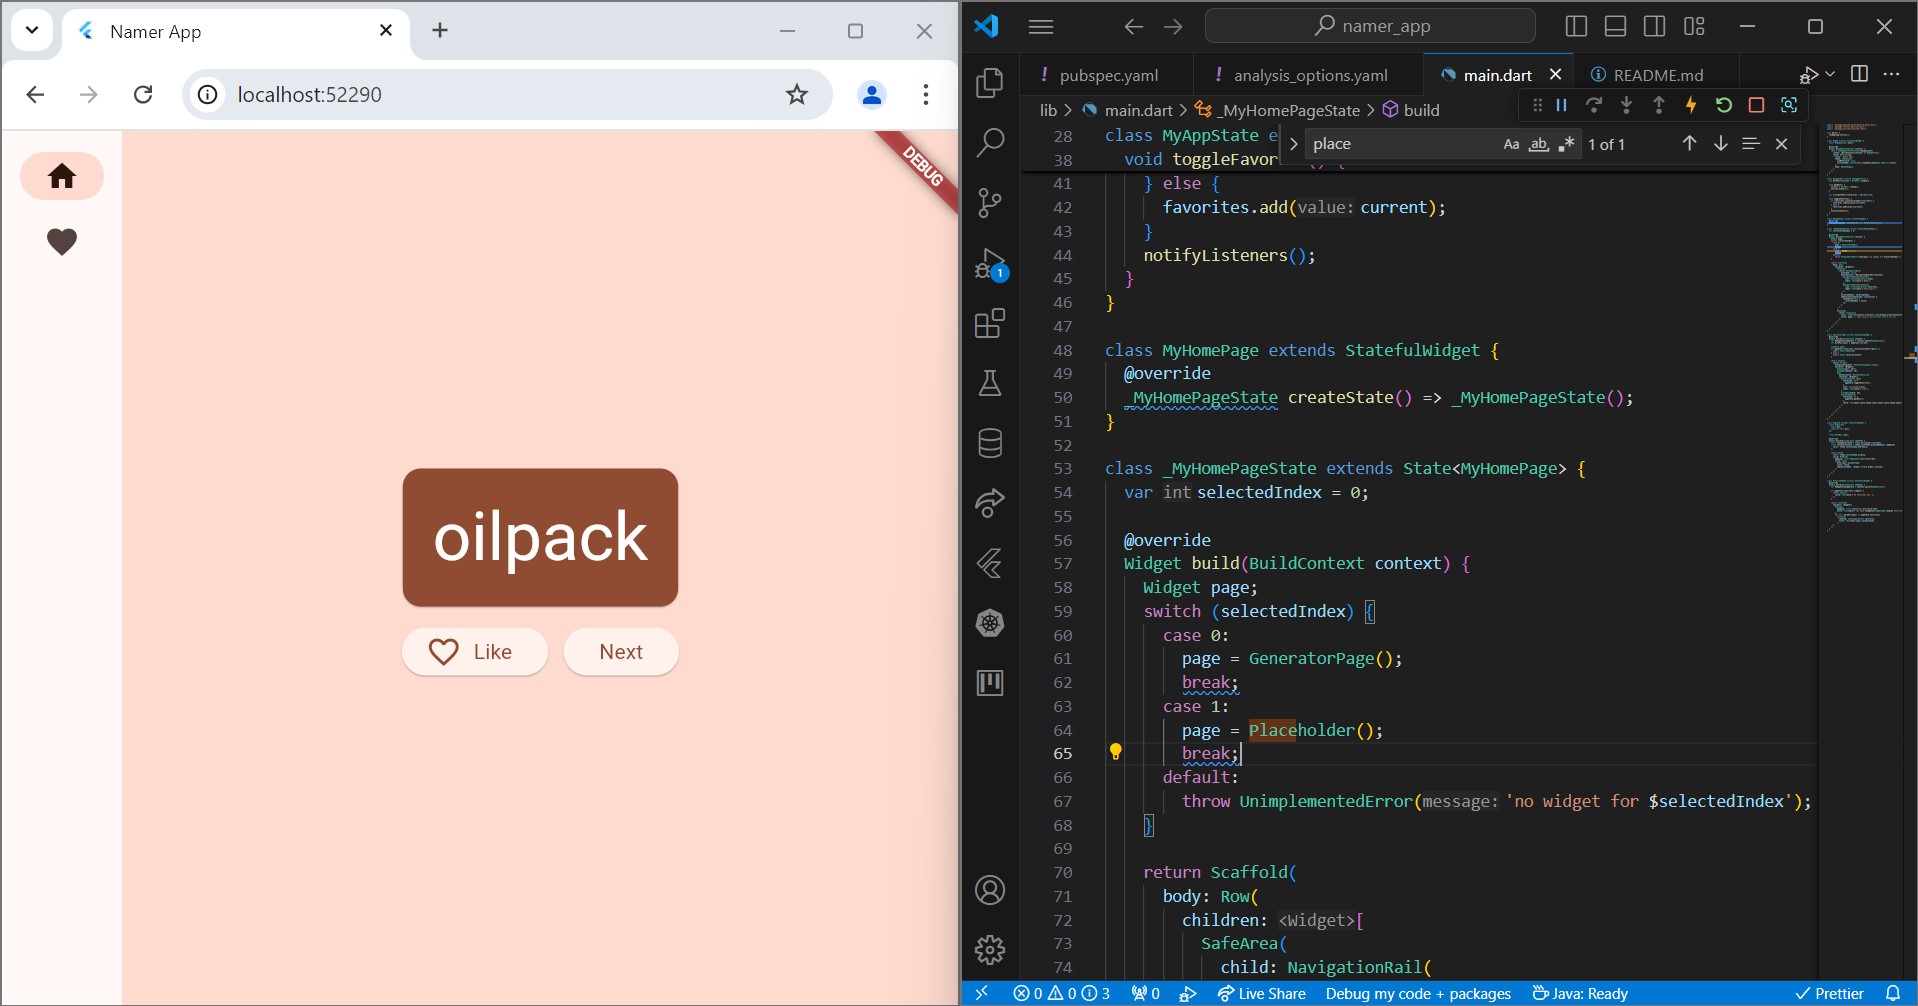 Namer App
localhost:52290
DEBUG
oilpack
Like
Next
namer_app
! pubspec.yaml
! analysis_options.yaml
main.dart
README.md
lib > main.dart > _MyHomePageState > build
place
Aa ab 1 of 1
28 class MyAppState e
38 void toggleFavor
41 } else {
42 favorites.add(value: current);
43 }
44 notifyListeners();
45 }
46 }
47
48 class MyHomePage extends StatefulWidget {
49 @override
50 _MyHomePageState createState() => _MyHomePageState();
51 }
52
53 class _MyHomePageState extends State<MyHomePage> {
54 var int selectedIndex = 0;
55
56 @override
57 Widget build(BuildContext context) {
58 Widget page;
59 switch (selectedIndex) {
60 case 0:
61 page = GeneratorPage();
62 break;
63 case 1:
64 page = Placeholder();
65 break;
66 default:
67 throw UnimplementedError(message: 'no widget for $selectedIndex');
68 }
69
70 return Scaffold(
71 body: Row(
72 children: <Widget>[
73 SafeArea(
74 child: NavigationRail(
1
0 0 3 0 Live Share Debug my code + packages Java: Ready Prettier